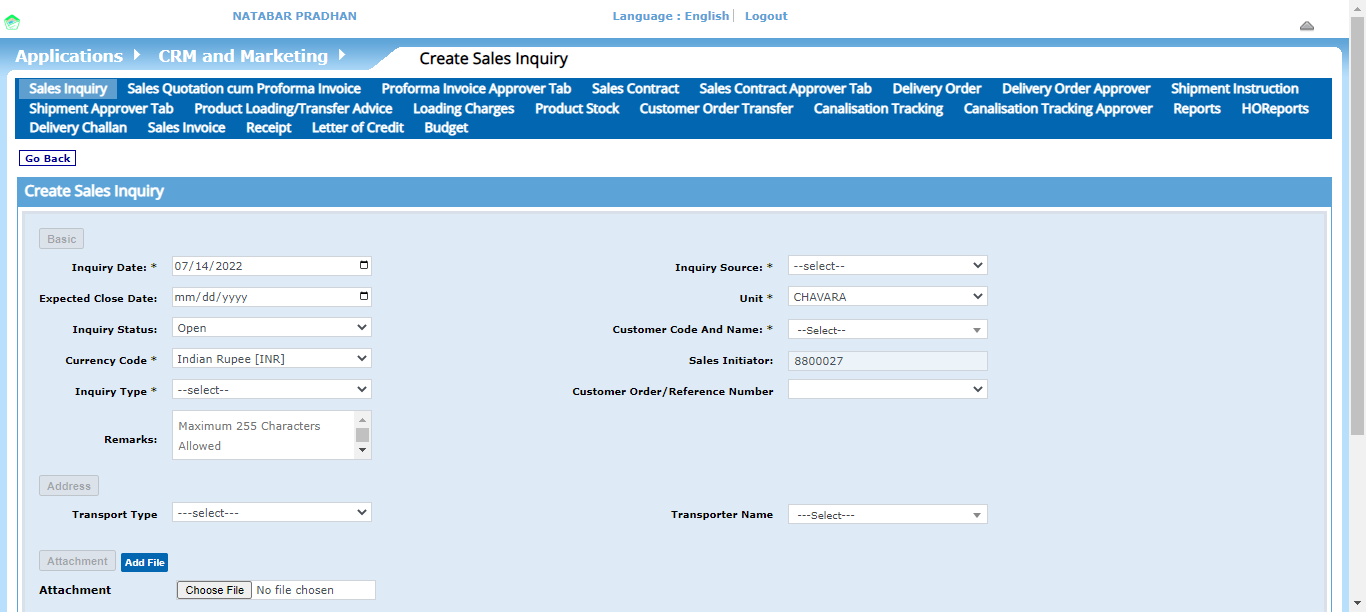 NATABAR PRADHAN Language : English Logout
Applications CRM and Marketing Create Sales Inquiry
Sales Inquiry Sales Quotation cum Proforma Invoice Proforma Invoice Approver Tab Sales Contract Sales Contract Approver Tab Delivery Order Delivery Order Approver Shipment Instruction
Shipment Approver Tab Product Loading/Transfer Advice Loading Charges Product Stock Customer Order Transfer Canalisation Tracking Canalisation Tracking Approver Reports HOReports
Delivery Challan Sales Invoice Receipt Letter of Credit Budget
Go Back
Create Sales Inquiry
Basic
Inquiry Date: * 07/14/2022 Inquiry Source: * --select--
Expected Close Date: mm/dd/yyyy Unit * CHAVARA
Inquiry Status: Open Customer Code And Name: * --Select--
Currency Code * Indian Rupee [INR] Sales Initiator: 8800027
Inquiry Type * --select-- Customer Order/Reference Number
Remarks: Maximum 255 Characters
Allowed
Address
Transport Type ---select--- Transporter Name ---Select---
Attachment Add File
Attachment Choose File No file chosen